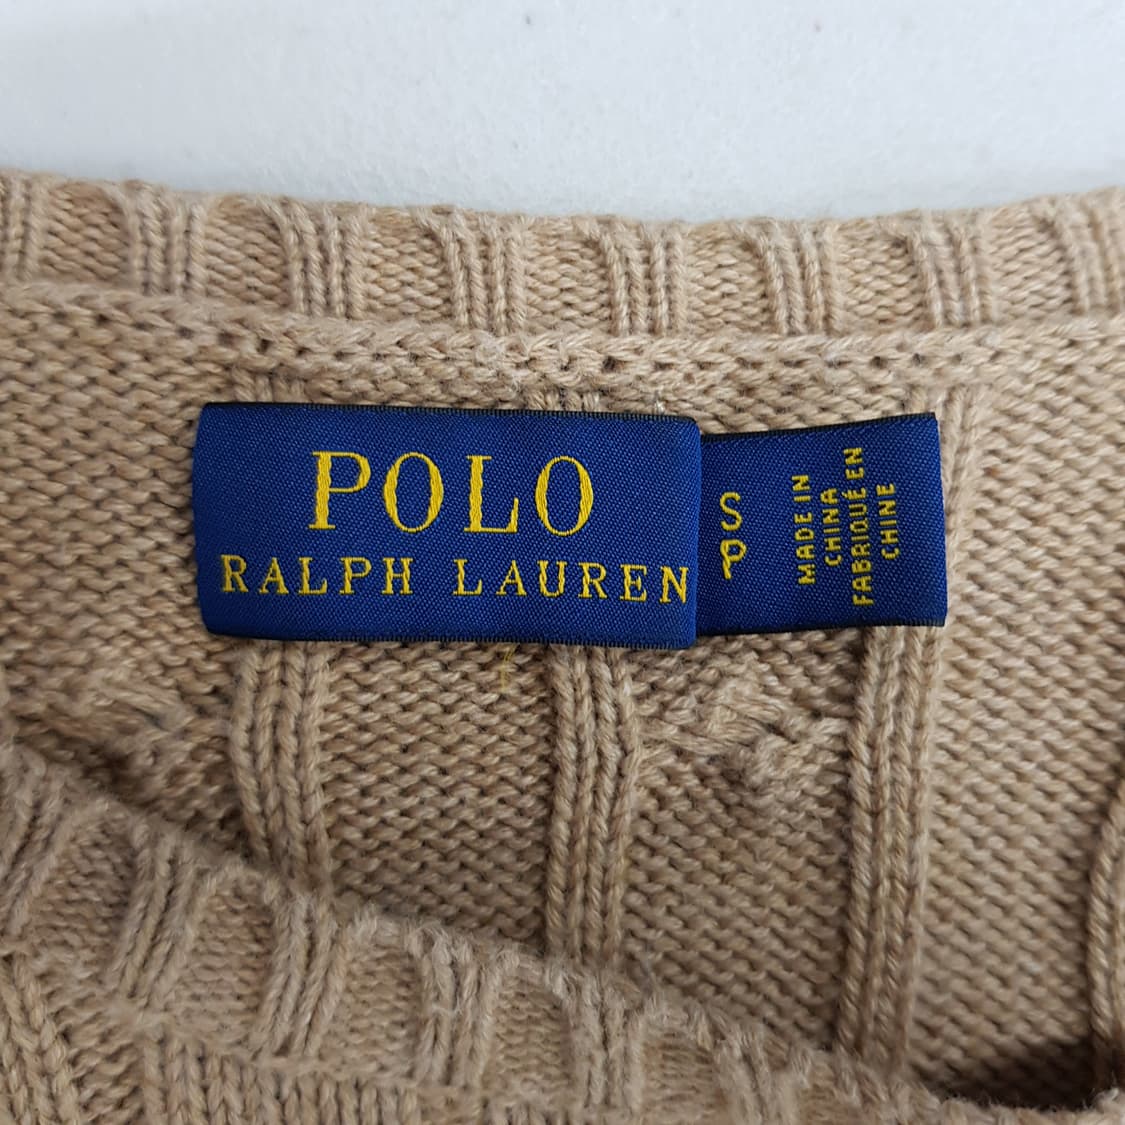 POLO
RALPH LAUREN
S
P
MADE IN
CHINA
FABRIQUÉ EN
CHINE